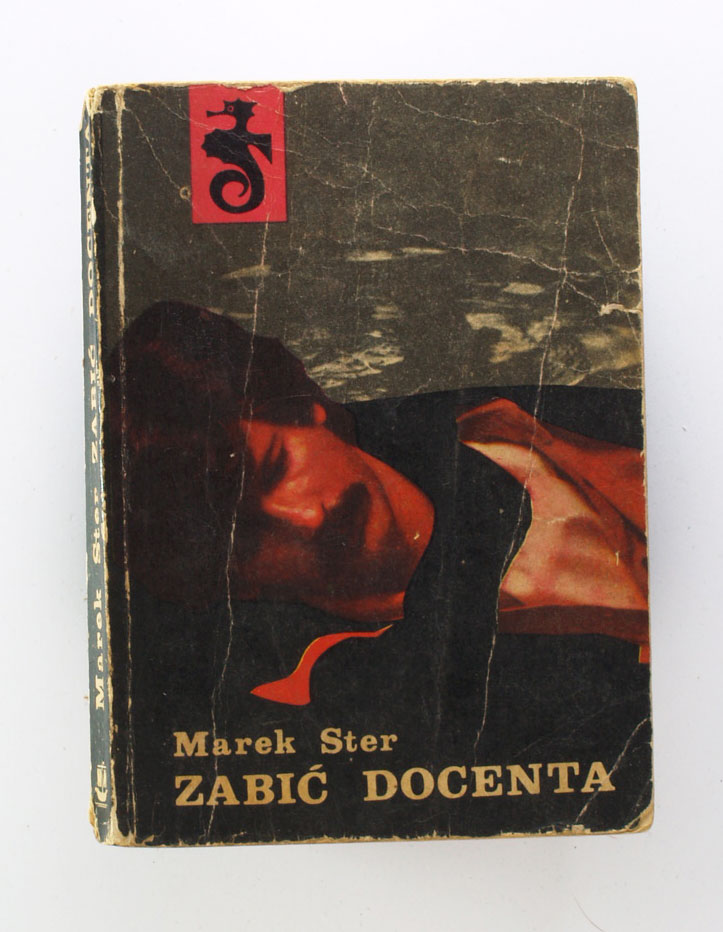 Marek Ster
ZABIĆ DOCENTA
Marek Ster ZABIĆ DOCENTA